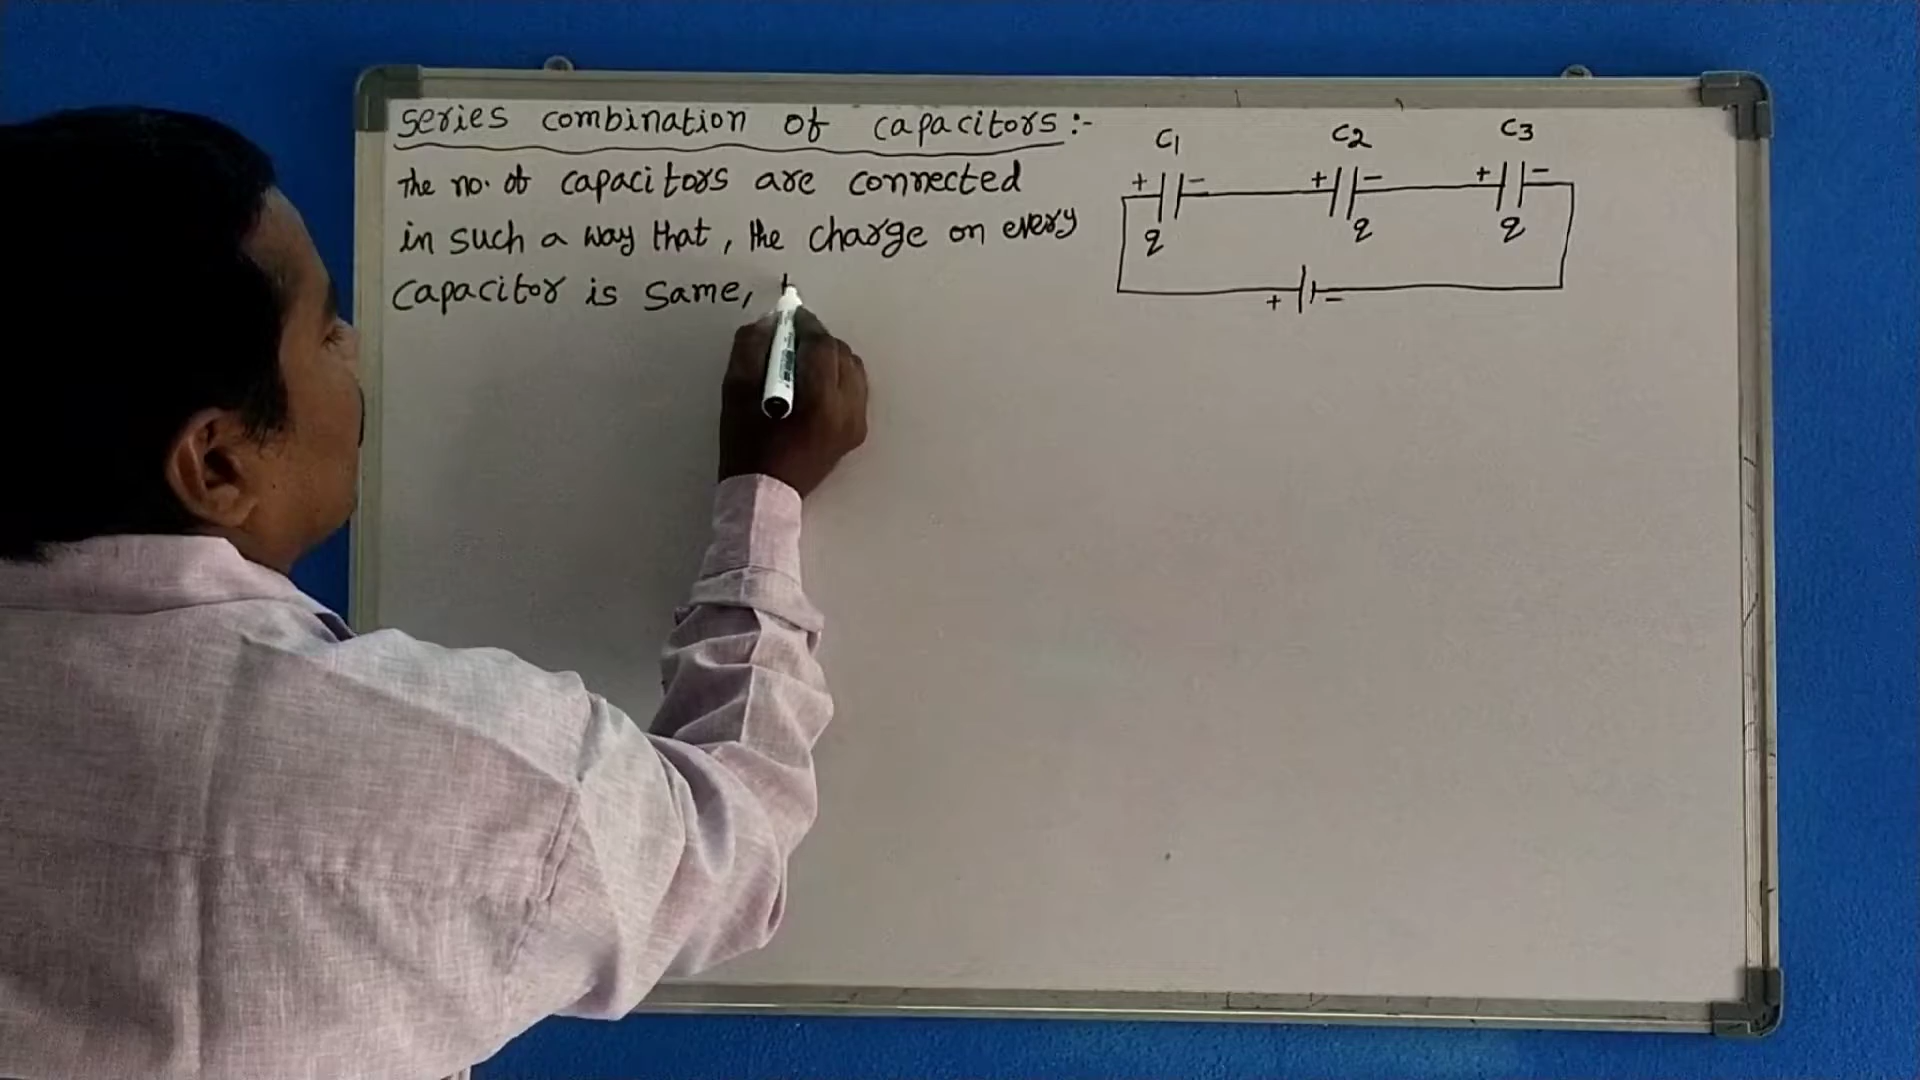 series combination of capacitors :-
The no. of capacitors are connected
in such a way that, the charge on every
capacitor is same,
C1 C2 C3
+ - + - + -
q q q
+ -